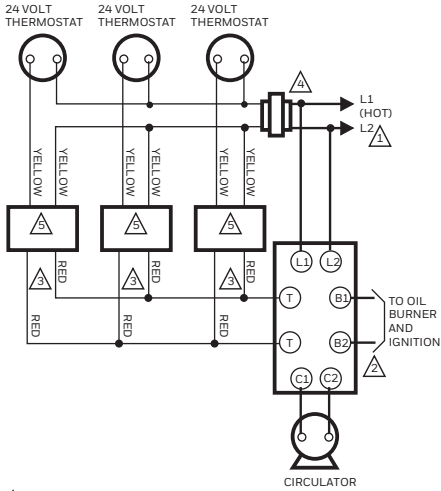 24 VOLT
THERMOSTAT
24 VOLT
THERMOSTAT
24 VOLT
THERMOSTAT
4
L1
(HOT)
L2
1
YELLOW
YELLOW
YELLOW
YELLOW
YELLOW
YELLOW
5
5
5
3
RED
3
RED
3
RED
L1
L2
T
B1
TO OIL
BURNER
AND
IGNITION
RED
RED
RED
T
B2
2
C1
C2
CIRCULATOR